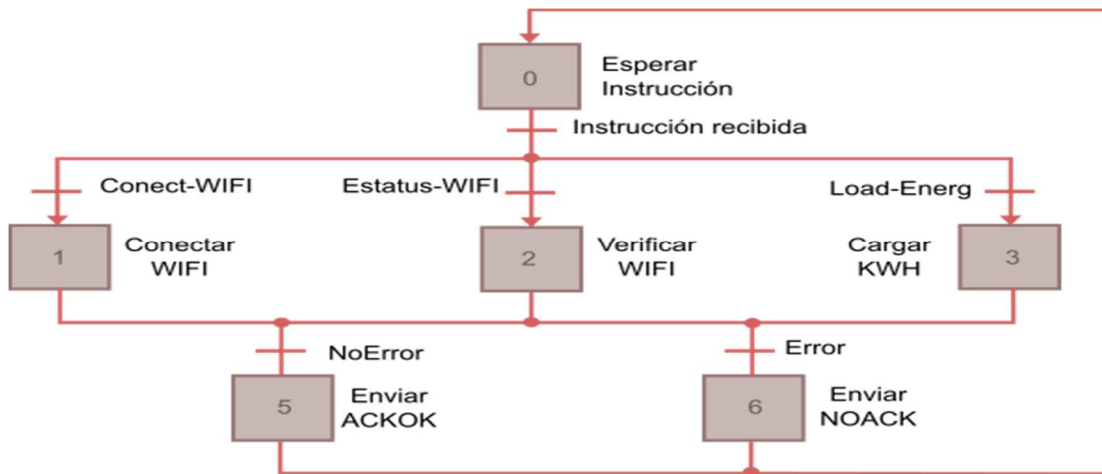 0
Esperar
Instrucción
Instrucción recibida
Conect-WIFI
Estatus-WIFI
Load-Energ
1
Conectar
WIFI
2
Verificar
WIFI
Cargar
KWH
3
NoError
Error
5
Enviar
ACKOK
6
Enviar
NOACK